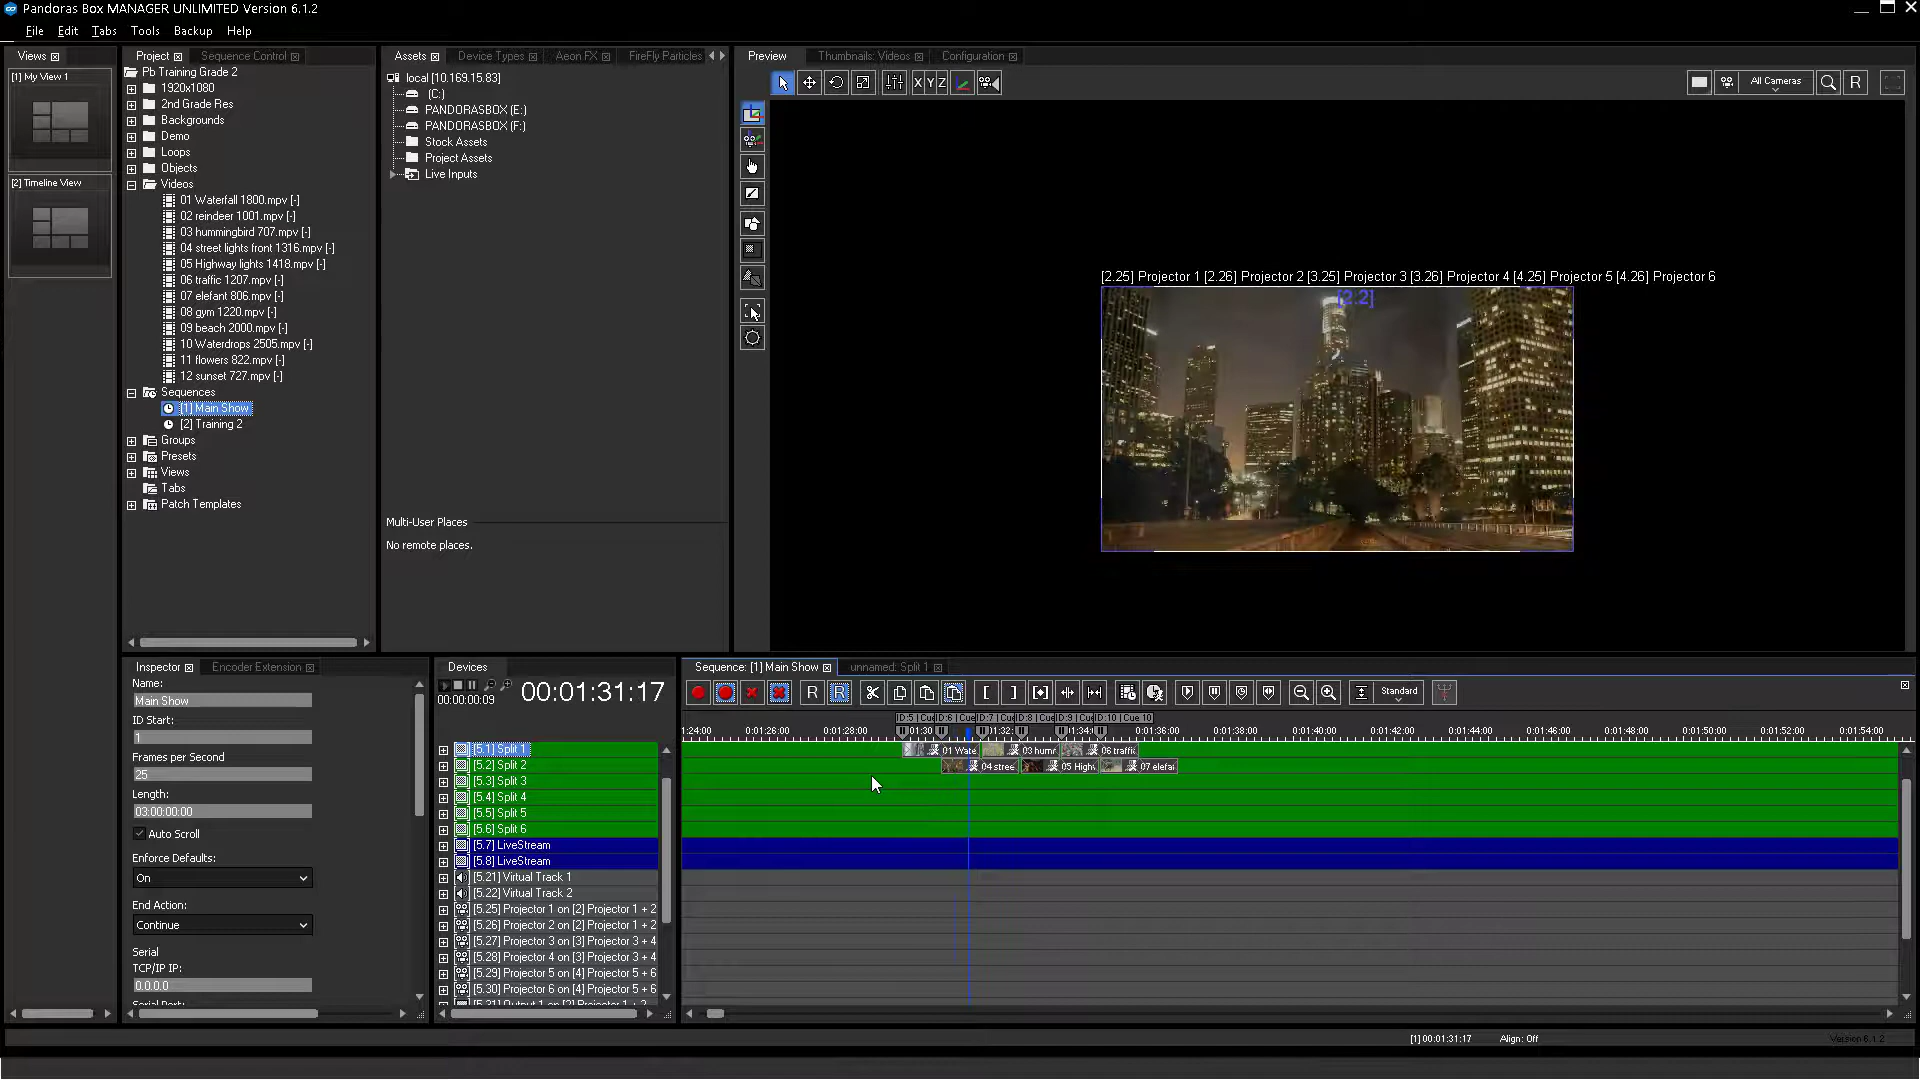 Pandoras Box MANAGER UNLIMITED Version 6.1.2
File Edit Tabs Tools Backup Help
Views
[1] My View 1
[2] Timeline View
Project Sequence Control
Pb Training Grade 2
1920x1080
2nd Grade Res
Backgrounds
Demo
Loops
Objects
Videos
01 Waterfall 1800.mpv [-]
02 reindeer 1001.mpv [-]
03 hummingbird 707.mpv [-]
04 street lights front 1316.mpv [-]
05 Highway lights 1418.mpv [-]
06 traffic 1207.mpv [-]
07 elefant 806.mpv [-]
08 gym 1220.mpv [-]
09 beach 2000.mpv [-]
10 Waterdrops 2505.mpv [-]
11 flowers 822.mpv [-]
12 sunset 727.mpv [-]
Sequences
[1] Main Show
[2] Training 2
Groups
Presets
Views
Tabs
Patch Templates
Assets Device Types Aeon FX FireFly Particles
local [10.169.15.83]
(C:)
PANDORASBOX (E:)
PANDORASBOX (F:)
Stock Assets
Project Assets
Live Inputs
Multi-User Places
No remote places.
Preview Thumbnails: Videos Configuration
X Y Z
All Cameras
R
[2.25] Projector 1 [2.26] Projector 2 [3.25] Projector 3 [3.26] Projector 4 [4.25] Projector 5 [4.26] Projector 6
[2.2]
Inspector Encoder Extension
Name:
Main Show
ID Start:
1
Frames per Second
25
Length:
03:00:00:00
Auto Scroll
Enforce Defaults:
On
End Action:
Continue
Serial
TCP/IP IP:
0.0.0.0
Serial Port:
Devices
00:00:00:09
00:01:31:17
[5.1] Split 1
[5.2] Split 2
[5.3] Split 3
[5.4] Split 4
[5.5] Split 5
[5.6] Split 6
[5.7] LiveStream
[5.8] LiveStream
[5.21] Virtual Track 1
[5.22] Virtual Track 2
[5.25] Projector 1 on [2] Projector 1 + 2
[5.26] Projector 2 on [2] Projector 1 + 2
[5.27] Projector 3 on [3] Projector 3 + 4
[5.28] Projector 4 on [3] Projector 3 + 4
[5.29] Projector 5 on [4] Projector 5 + 6
[5.30] Projector 6 on [4] Projector 5 + 6
[5.31] Output 1 on [2] Projector 1 + 2
Sequence: [1] Main Show unnamed: Split 1
R R Standard
ID:5 | Cue ID:6 | Cue ID:7 | Cue ID:8 | Cue ID:9 | Cue ID:10 | Cue 10
1:24:00 0:01:26:00 0:01:28:00 0:01:36:00 0:01:38:00 0:01:40:00 0:01:42:00 0:01:44:00 0:01:46:00 0:01:48:00 0:01:50:00 0:01:52:00 0:01:54:00
01 Wate 03 humr 06 traffic
04 stree 05 High 07 elefa
[1] 00:01:31:17 Align: Off Version 6.1.2